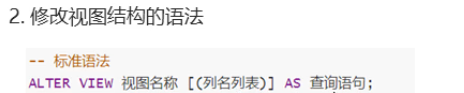 2. 修改视图结构的语法
-- 标准语法
ALTER VIEW 视图名称 [(列名列表)] AS 查询语句;